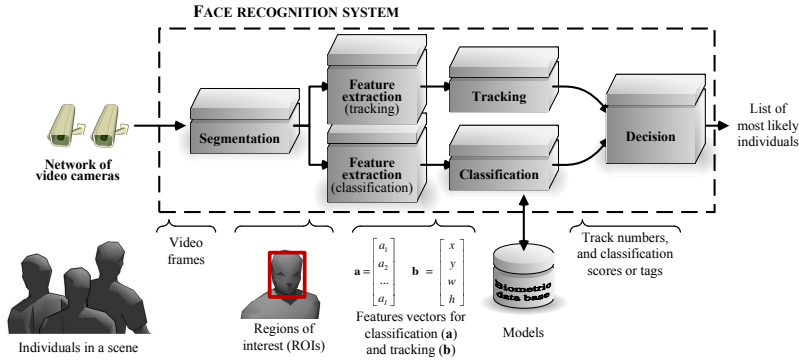 FACE RECOGNITION SYSTEM
Network of
video cameras
Segmentation
Feature
extraction
(tracking)
Feature
extraction
(classification)
Tracking
Classification
Decision
List of
most likely
individuals
Video
frames
Individuals in a scene
Regions of
interest (ROIs)
a = [a1 a2 ... aI]
b = [x y w h]
Features vectors for
classification (a)
and tracking (b)
Biometric
data base
Models
Track numbers,
and classification
scores or tags